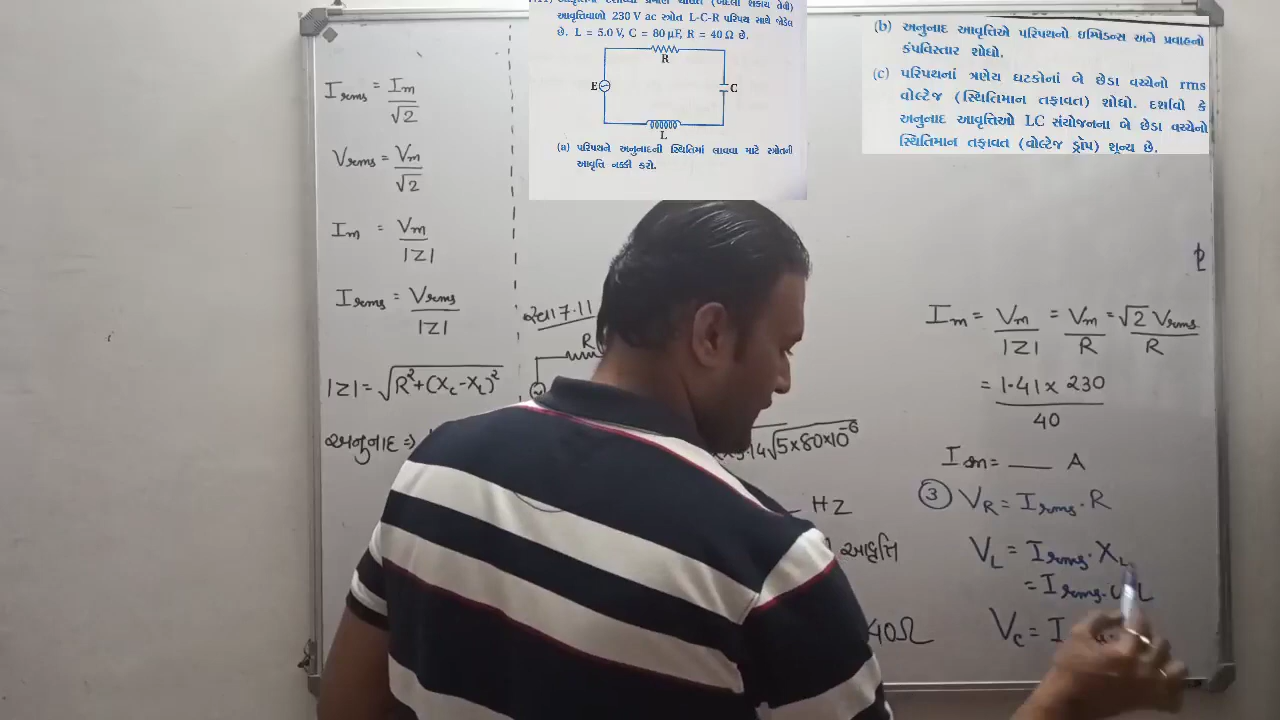 આવૃત્તિવાળો 230 V ac સ્રોત L-C-R પરિપથ સાથે જોડેલ
છે. L = 5.0 V, C = 80 µF, R = 40 Ω છે.
R
E
C
L
(a) પરિપથને અનુનાદની સ્થિતિમાં લાવવા માટે સ્રોતની
આવૃત્તિ નક્કી કરો.
(b) અનુનાદ આવૃત્તિએ પરિપથનો ઇમ્પિડન્સ અને પ્રવાહનો
કંપવિસ્તાર શોધો.
(c) પરિપથનાં ત્રણેય ઘટકોનાં બે છેડા વચ્ચેનો rms
વોલ્ટેજ (સ્થિતિમાન તફાવત) શોધો. દર્શાવો કે
અનુનાદ આવૃત્તિઓ LC સંયોજનના બે છેડા વચ્ચેનો
સ્થિતિમાન તફાવત (વોલ્ટેજ ડ્રૉપ) શૂન્ય છે.
Irms = Im/√2
Vrms = Vm/√2
Im = Vm/|Z|
Irms = Vrms/|Z|
|Z| = √R²+(Xc-XL)²
અનુનાદ ⇒
સ્વા 7.11
R
3.14√5×80×10⁻⁶
HZ
આવૃત્તિ
40Ω
Im = Vm/|Z| = Vm/R = √2 Vrms/R
= 1.41 × 230/40
Im = ___ A
③ VR = Irms·R
VL = Irms·XL
= Irms· L
Vc = I